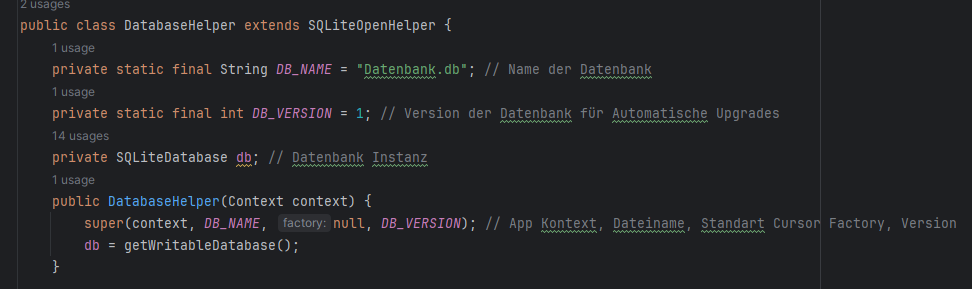 2 usages
public class DatabaseHelper extends SQLiteOpenHelper {
1 usage
private static final String DB_NAME = "Datenbank.db"; // Name der Datenbank
1 usage
private static final int DB_VERSION = 1; // Version der Datenbank für Automatische Upgrades
14 usages
private SQLiteDatabase db; // Datenbank Instanz
1 usage
public DatabaseHelper(Context context) {
super(context, DB_NAME, factory: null, DB_VERSION); // App Kontext, Dateiname, Standart Cursor Factory, Version
db = getWritableDatabase();
}